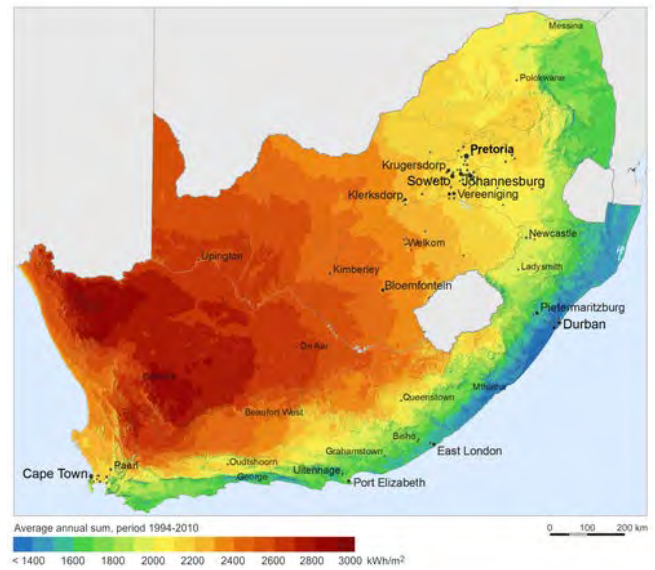 Messina
Polokwane
Pretoria
Krugersdorp
Soweto Johannesburg
Klerksdorp
Vereeniging
Newcastle
Welkom
Upington
Kimberley
Ladysmith
Bloemfontein
Pietermaritzburg
Durban
De Aar
Mthatha
Queenstown
Beaufort West
Bisho
East London
Grahamstown
Cape Town
Paarl
Oudtshoorn
Uitenhage
George
Port Elizabeth
Average annual sum, period 1994-2010
0 100 200 km
< 1400 1600 1800 2000 2200 2400 2600 2800 3000 kWh/m²